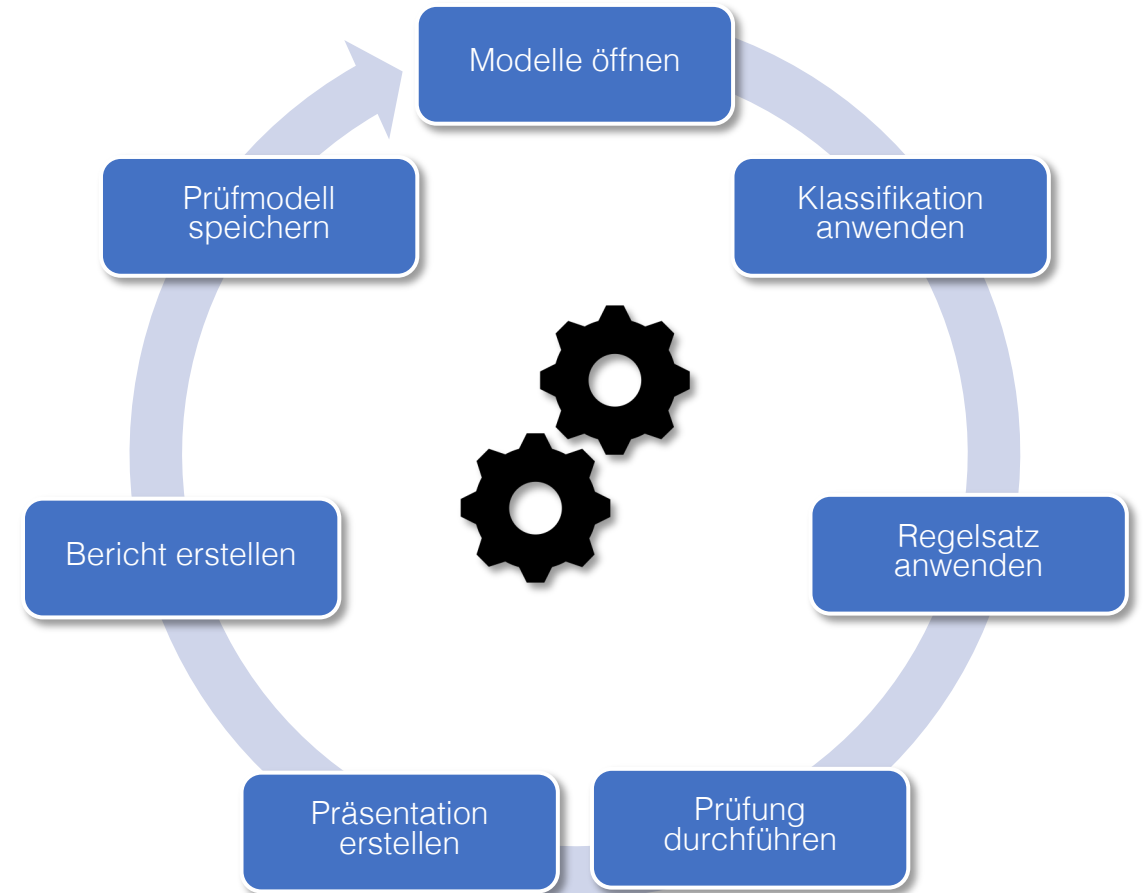 Modelle öffnen
Klassifikation
anwenden
Regelsatz
anwenden
Prüfung
durchführen
Präsentation
erstellen
Bericht erstellen
Prüfmodell
speichern